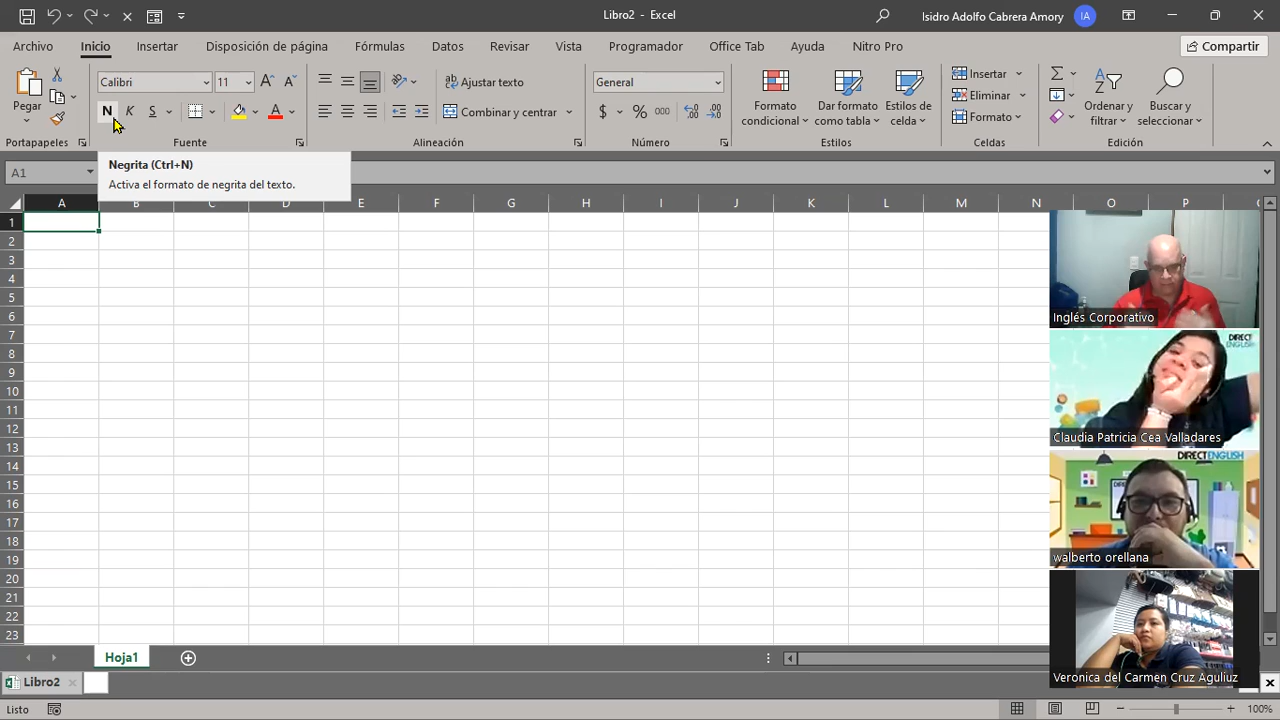 Libro2 - Excel
Isidro Adolfo Cabrera Amory IA
Archivo Inicio Insertar Disposición de página Fórmulas Datos Revisar Vista Programador Office Tab Ayuda Nitro Pro Compartir
Pegar
Calibri 11
N K S
Ajustar texto
Combinar y centrar
General
$ % 000
Formato condicional
Dar formato como tabla
Estilos de celda
Insertar
Eliminar
Formato
Ordenar y filtrar
Buscar y seleccionar
Portapapeles Fuente Alineación Número Estilos Celdas Edición
A1
Negrita (Ctrl+N)
Activa el formato de negrita del texto.
A B C D E F G H I J K L M N O P
1
2
3
4
5
6
7
8
9
10
11
12
13
14
15
16
17
18
19
20
21
22
23
Inglés Corporativo
DIRECT ENGLISH
Claudia Patricia Cea Valladares
DIRECT ENGLISH
walberto orellana
Veronica del Carmen Cruz Aguiluz
Hoja1
Libro2
Listo
100%